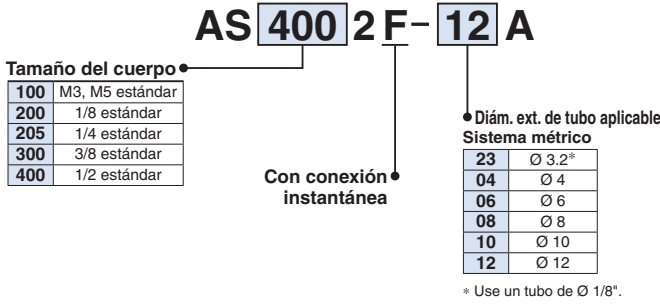 AS 400 2 F - 12 A
Tamaño del cuerpo
100 M3, M5 estándar
200 1/8 estándar
205 1/4 estándar
300 3/8 estándar
400 1/2 estándar
Con conexión
instantánea
Diám. ext. de tubo aplicable
Sistema métrico
23 Ø 3.2*
04 Ø 4
06 Ø 6
08 Ø 8
10 Ø 10
12 Ø 12
* Use un tubo de Ø 1/8".